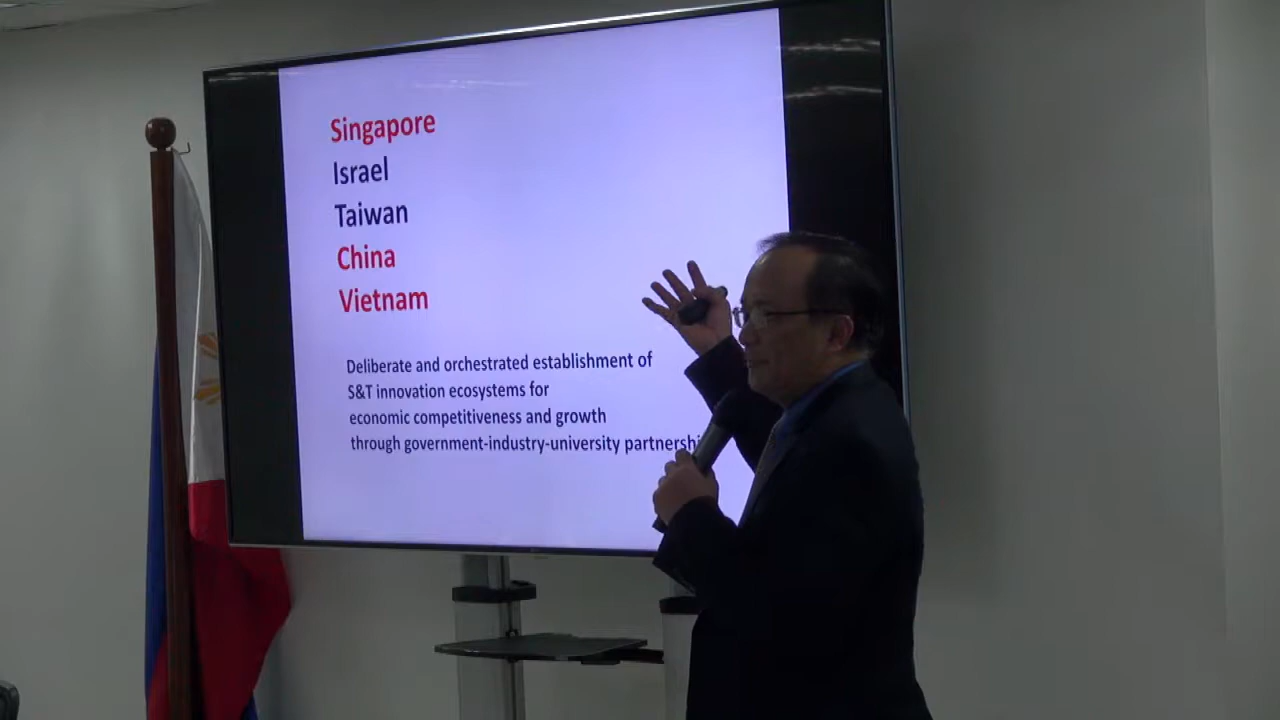 Singapore
Israel
Taiwan
China
Vietnam
Deliberate and orchestrated establishment of
S&T innovation ecosystems for
economic competitiveness and growth
through government-industry-university